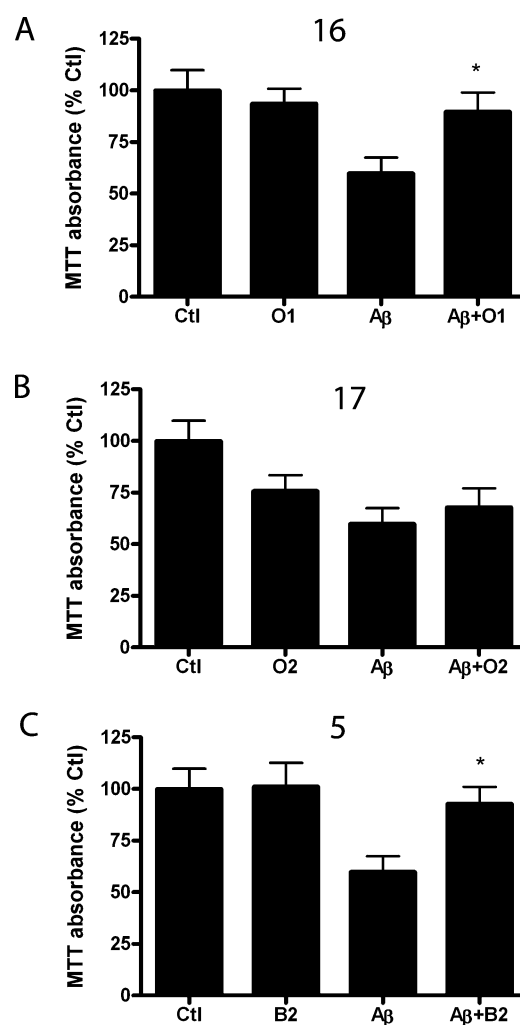 A
16
MTT absorbance (% Ctl)
125
100
75
50
25
0
*
Ctl O1 Aβ Aβ+O1
B
17
MTT absorbance (% Ctl)
125
100
75
50
25
0
Ctl O2 Aβ Aβ+O2
C
5
MTT absorbance (% Ctl)
125
100
75
50
25
0
*
Ctl B2 Aβ Aβ+B2